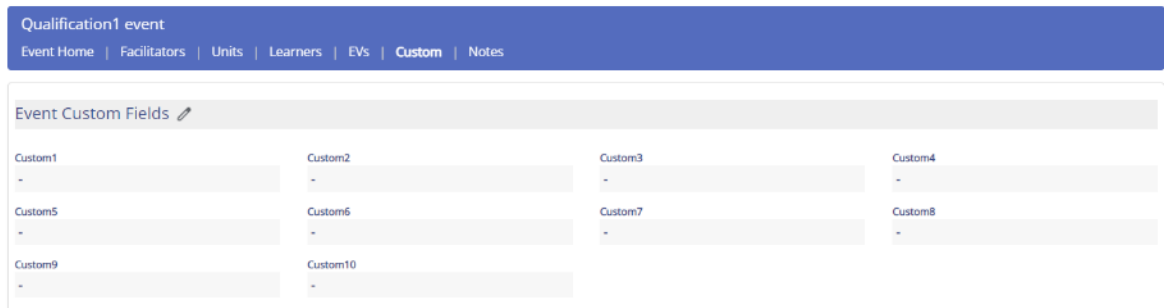 Qualification1 event
Event Home | Facilitators | Units | Learners | EVs | Custom | Notes
Event Custom Fields
Custom1 Custom2 Custom3 Custom4
- - - -
Custom5 Custom6 Custom7 Custom8
- - - -
Custom9 Custom10
- -